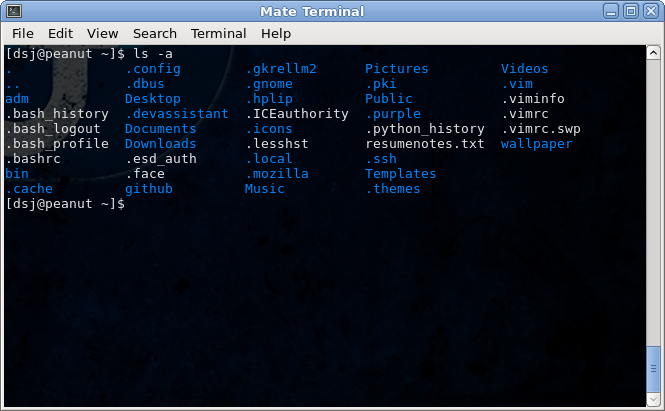 Mate Terminal
File Edit View Search Terminal Help
[dsj@peanut ~]$ ls -a
. .config .gkrellm2 Pictures Videos
.. .dbus .gnome .pki .vim
adm Desktop .hplip Public .viminfo
.bash_history .devassistant .ICEauthority .purple .vimrc
.bash_logout Documents .icons .python_history .vimrc.swp
.bash_profile Downloads .lesshst resumenotes.txt wallpaper
.bashrc .esd_auth .local .ssh
bin .face .mozilla Templates
.cache github Music .themes
[dsj@peanut ~]$